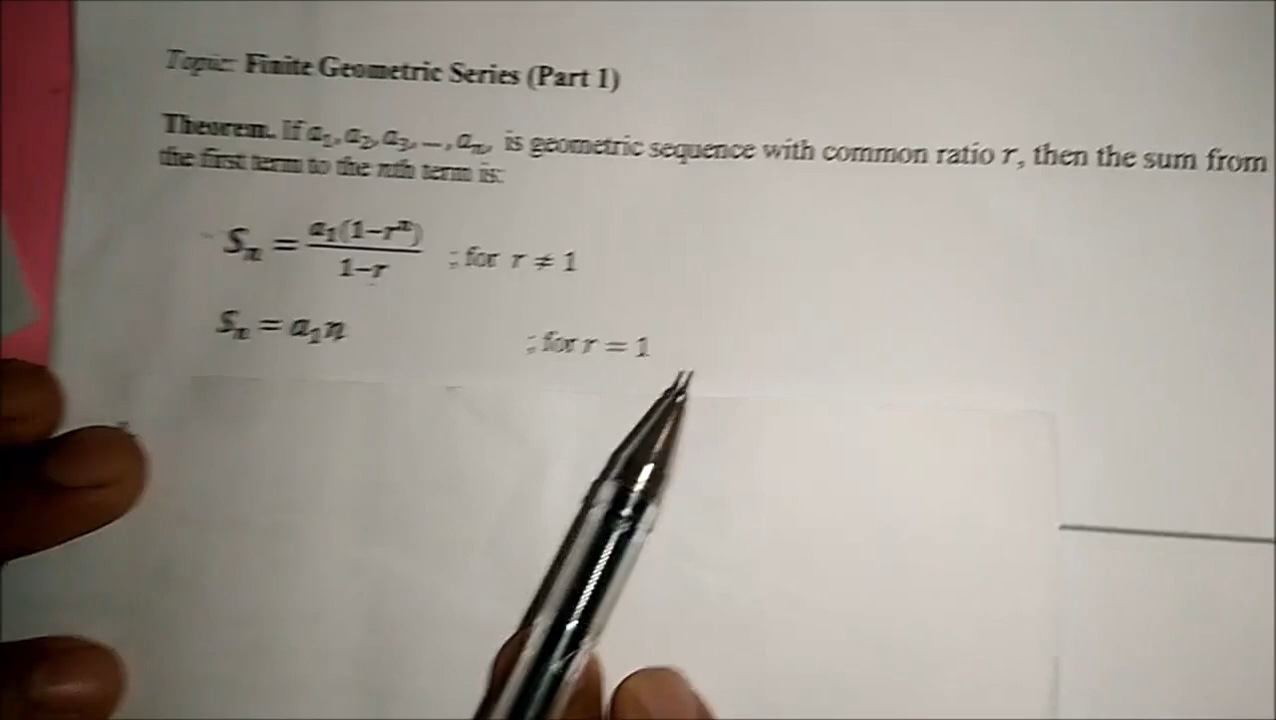 Topic: Finite Geometric Series (Part 1)
Theorem. If a₁, a₂, a₃, …, aₙ, is geometric sequence with common ratio r, then the sum from
the first term to the nth term is:
Sₙ = a₁(1−rⁿ)/(1−r) ; for r ≠ 1
Sₙ = a₁n ; for r = 1